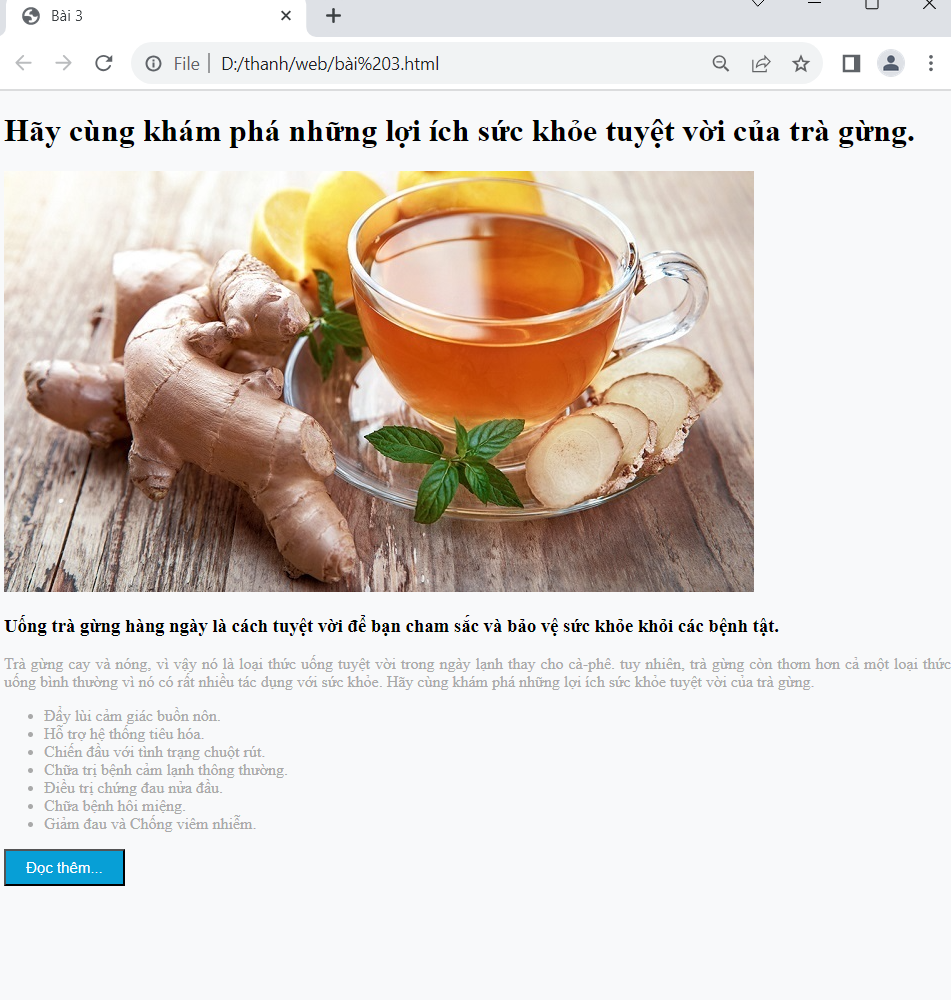 Bài 3
File
D:/thanh/web/bài%203.html
Hãy cùng khám phá những lợi ích sức khỏe tuyệt vời của trà gừng.
Uống trà gừng hàng ngày là cách tuyệt vời để bạn cham sắc và bảo vệ sức khỏe khỏi các bệnh tật.
Trà gừng cay và nóng, vì vậy nó là loại thức uống tuyệt vời trong ngày lạnh thay cho cà-phê. tuy nhiên, trà gừng còn thơm hơn cả một loại thức
uống bình thường vì nó có rất nhiều tác dụng với sức khỏe. Hãy cùng khám phá những lợi ích sức khỏe tuyệt vời của trà gừng.
Đẩy lùi cảm giác buồn nôn.
Hỗ trợ hệ thống tiêu hóa.
Chiến đấu với tình trạng chuột rút.
Chữa trị bệnh cảm lạnh thông thường.
Điều trị chứng đau nửa đầu.
Chữa bệnh hôi miệng.
Giảm đau và Chống viêm nhiễm.
Đọc thêm...